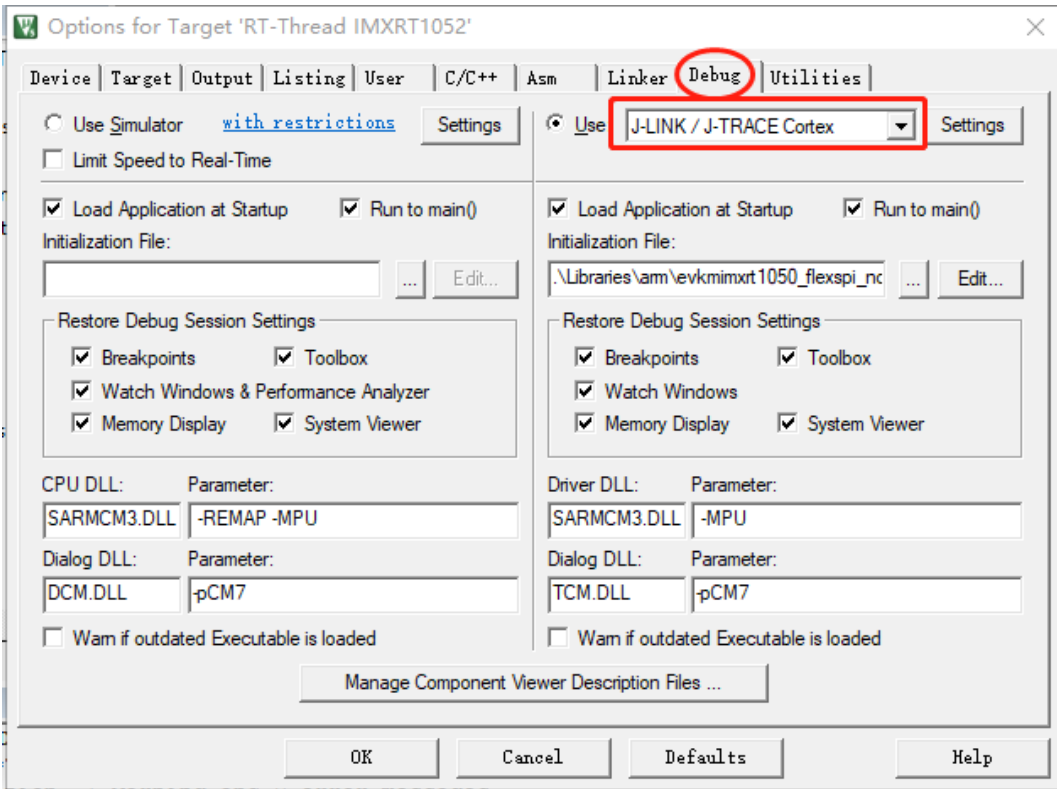 Options for Target 'RT-Thread IMXRT1052'
Device Target Output Listing User C/C++ Asm Linker Debug Utilities
Use Simulator with restrictions Settings
Limit Speed to Real-Time
Load Application at Startup Run to main()
Initialization File:
... Edit...
Restore Debug Session Settings
Breakpoints Toolbox
Watch Windows & Performance Analyzer
Memory Display System Viewer
CPU DLL: Parameter:
SARMCM3.DLL -REMAP -MPU
Dialog DLL: Parameter:
DCM.DLL -pCM7
Warn if outdated Executable is loaded
Use J-LINK / J-TRACE Cortex Settings
Load Application at Startup Run to main()
Initialization File:
.\Libraries\arm\evkmimxrt1050_flexspi_nc ... Edit...
Restore Debug Session Settings
Breakpoints Toolbox
Watch Windows
Memory Display System Viewer
Driver DLL: Parameter:
SARMCM3.DLL -MPU
Dialog DLL: Parameter:
TCM.DLL -pCM7
Warn if outdated Executable is loaded
Manage Component Viewer Description Files ...
OK Cancel Defaults Help